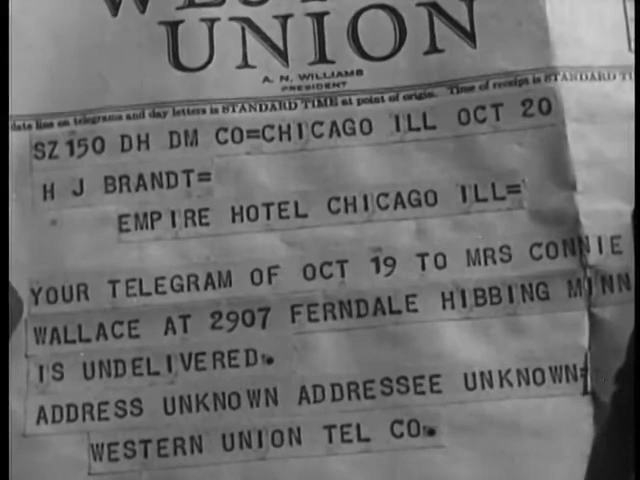 UNION
A. N. WILLIAMS
PRESIDENT
date line on telegrams and day letters is STANDARD TIME at point of origin. Time of receipt is STANDARD TI
SZ150 DH DM CO=CHICAGO ILL OCT 20
H J BRANDT=
EMPIRE HOTEL CHICAGO ILL=
YOUR TELEGRAM OF OCT 19 TO MRS CONNIE
WALLACE AT 2907 FERNDALE HIBBING MINN
IS UNDELIVERED.
ADDRESS UNKNOWN ADDRESSEE UNKNOWN=
WESTERN UNION TEL CO.